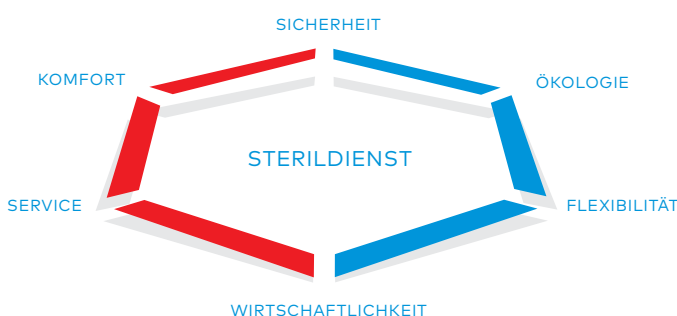 SICHERHEIT
KOMFORT
ÖKOLOGIE
STERILDIENST
SERVICE
FLEXIBILITÄT
WIRTSCHAFTLICHKEIT